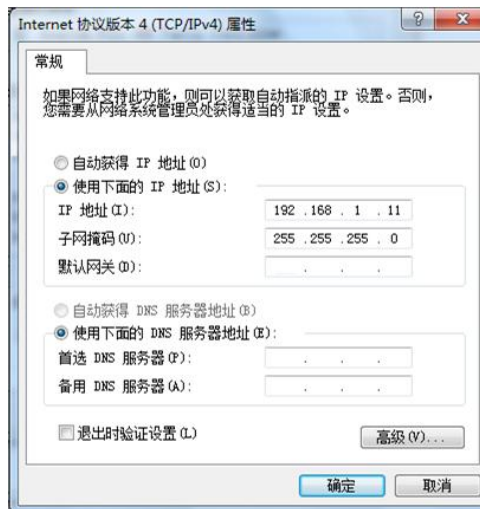 Internet 协议版本 4 (TCP/IPv4) 属性
常规
如果网络支持此功能，则可以获取自动指派的 IP 设置。否则，
您需要从网络系统管理员处获得适当的 IP 设置。
自动获得 IP 地址(O)
使用下面的 IP 地址(S):
IP 地址(I): 192 .168 . 1 . 11
子网掩码(U): 255 .255 .255 . 0
默认网关(D): . . .
自动获得 DNS 服务器地址(B)
使用下面的 DNS 服务器地址(E):
首选 DNS 服务器(P): . . .
备用 DNS 服务器(A): . . .
退出时验证设置(L)
高级(V)...
确定 取消